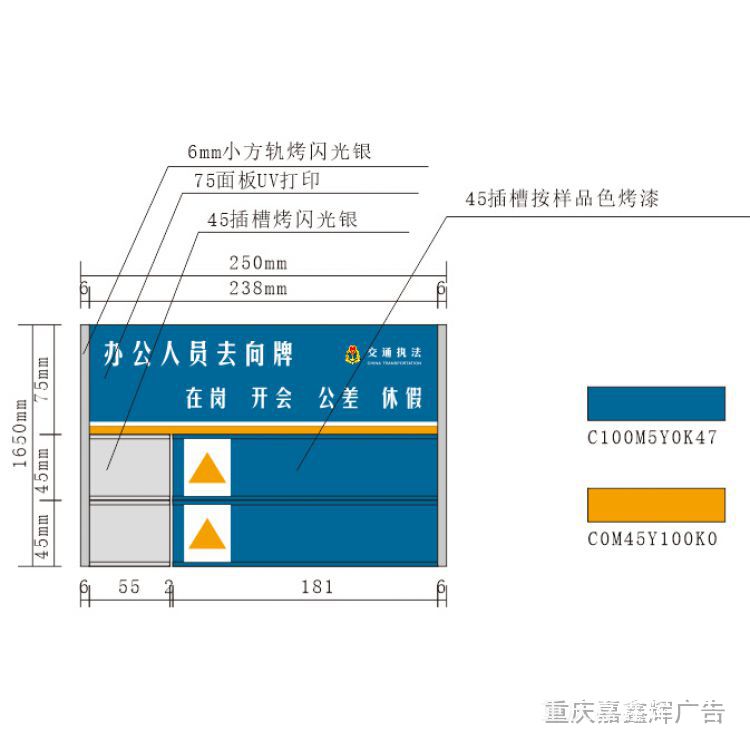 6mm小方轨烤闪光银
75面板UV打印
45插槽按样品色烤漆
45插槽烤闪光银
250mm
6 238mm 6
办公人员去向牌
交通执法
CHINA TRANSPORTATION
在岗 开会 公差 休假
1650mm
75mm
45mm
45mm
C100M5Y0K47
C0M45Y100K0
6 55 2 181 6
重庆嘉鑫辉广告